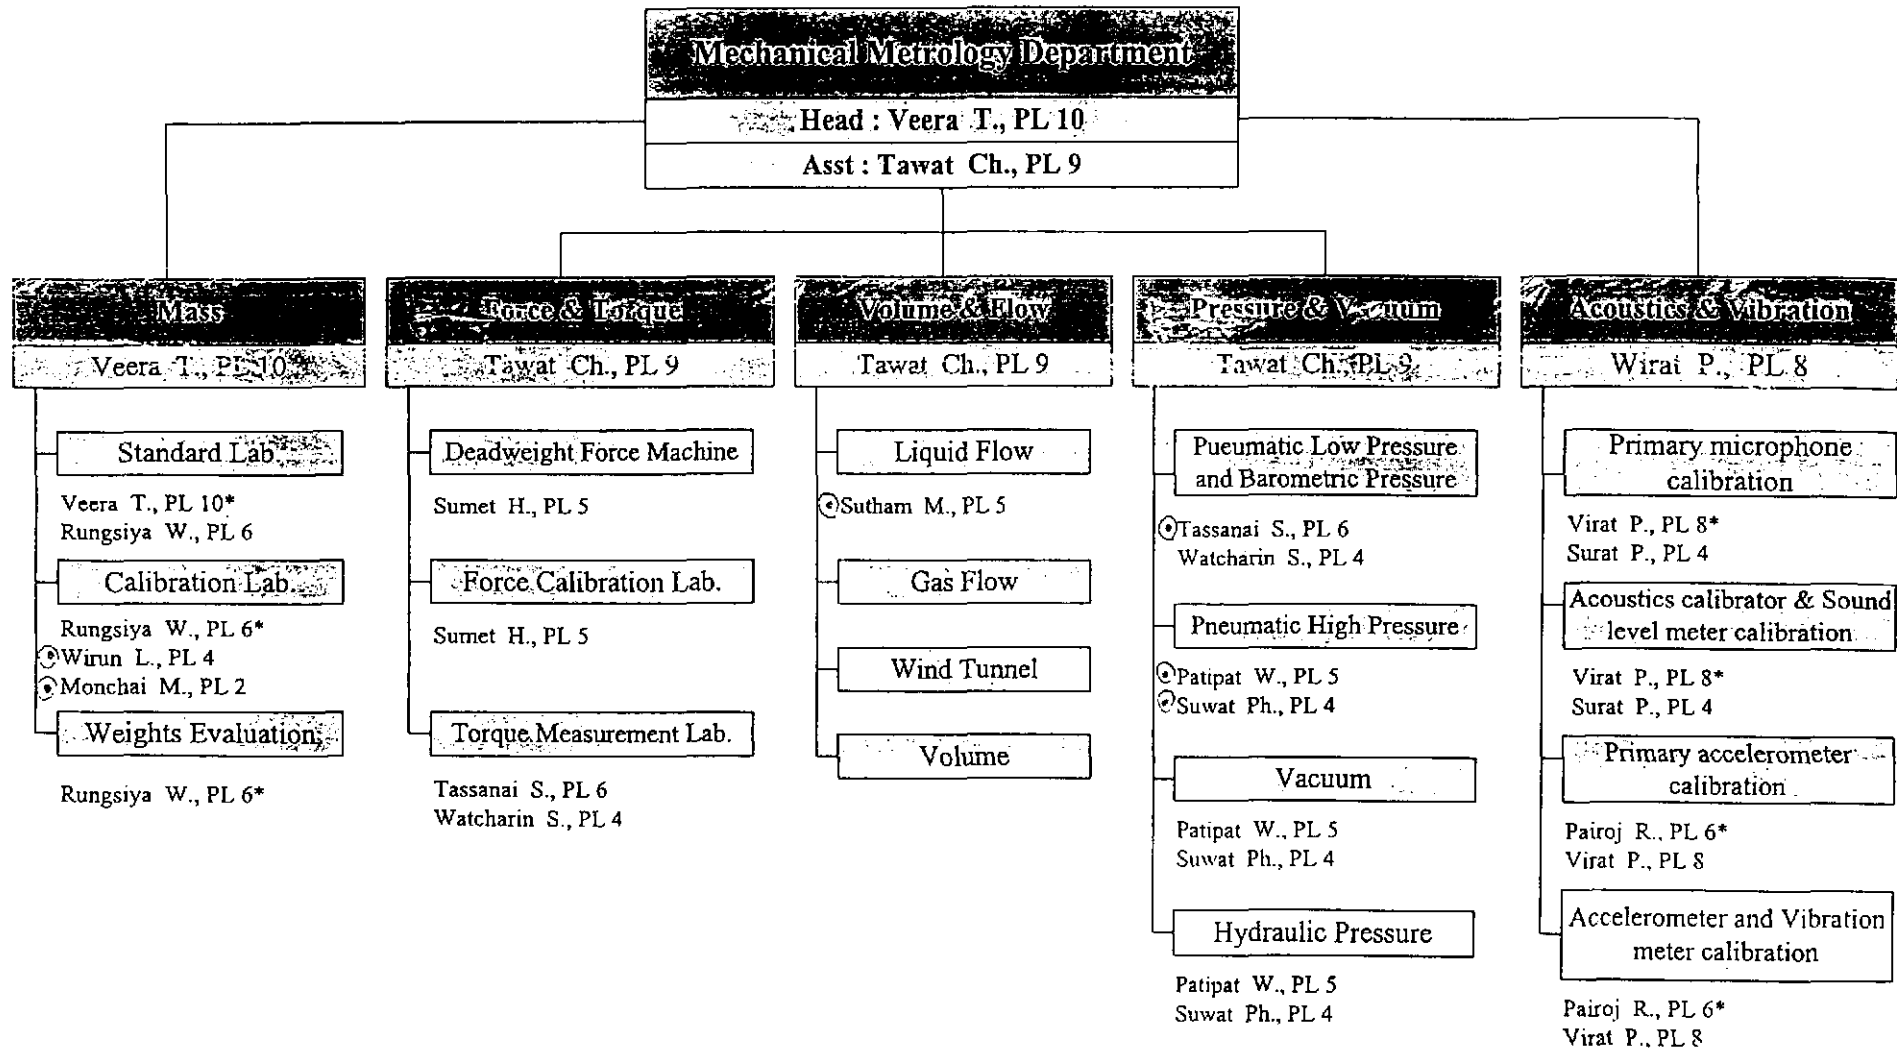 Mechanical Metrology Department
Head : Veera T., PL 10
Asst : Tawat Ch., PL 9
Mass
Veera T., PL 10
Standard Lab.
Veera T., PL 10*
Rungsiya W., PL 6
Calibration Lab.
Rungsiya W., PL 6*
Wirun L., PL 4
Monchai M., PL 2
Weights Evaluation
Rungsiya W., PL 6*
Force & Torque
Tawat Ch., PL 9
Deadweight Force Machine
Sumet H., PL 5
Force Calibration Lab.
Sumet H., PL 5
Torque Measurement Lab.
Tassanai S., PL 6
Watcharin S., PL 4
Volume & Flow
Tawat Ch., PL 9
Liquid Flow
Sutham M., PL 5
Gas Flow
Wind Tunnel
Volume
Pressure & Vacuum
Tawat Ch., PL 9
Pueumatic Low Pressure
and Barometric Pressure
Tassanai S., PL 6
Watcharin S., PL 4
Pneumatic High Pressure
Patipat W., PL 5
Suwat Ph., PL 4
Vacuum
Patipat W., PL 5
Suwat Ph., PL 4
Hydraulic Pressure
Patipat W., PL 5
Suwat Ph., PL 4
Acoustics & Vibration
Wirat P., PL 8
Primary microphone
calibration
Virat P., PL 8*
Surat P., PL 4
Acoustics calibrator & Sound
level meter calibration
Virat P., PL 8*
Surat P., PL 4
Primary accelerometer
calibration
Pairoj R., PL 6*
Virat P., PL 8
Accelerometer and Vibration
meter calibration
Pairoj R., PL 6*
Virat P., PL 8